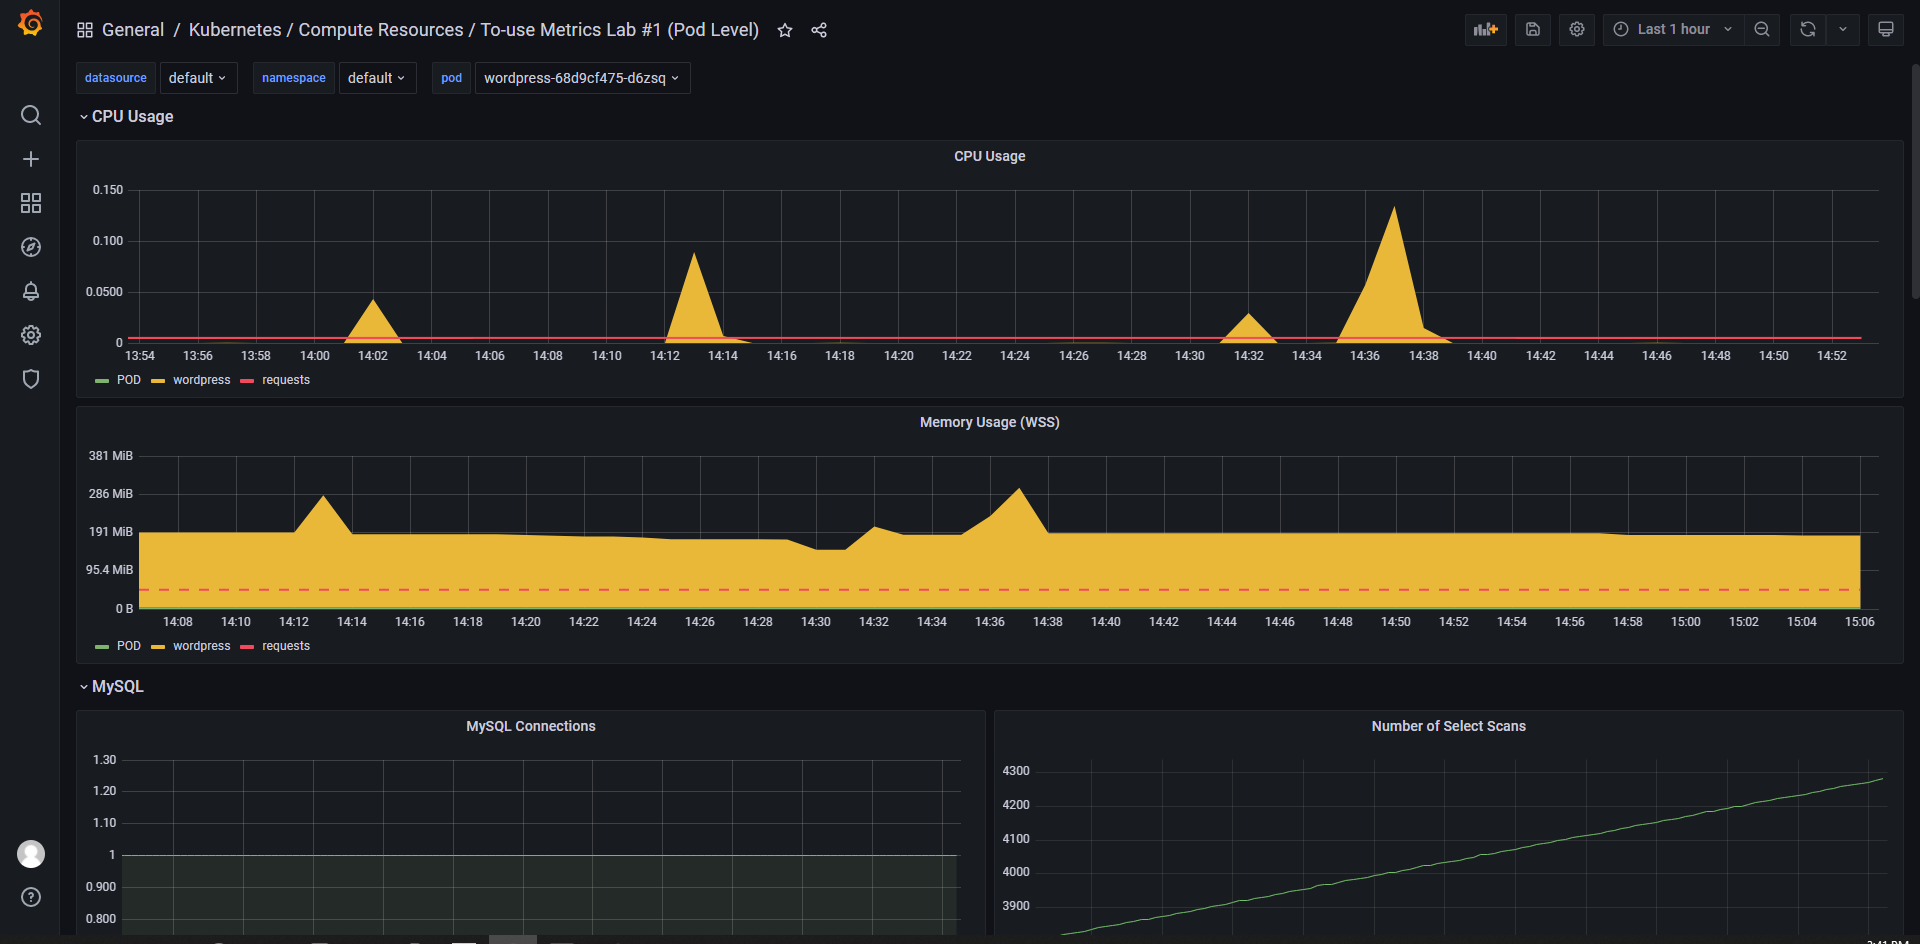 General / Kubernetes / Compute Resources / To-use Metrics Lab #1 (Pod Level)
Last 1 hour
datasource default namespace default pod wordpress-68d9cf475-d6zsq
CPU Usage
CPU Usage
0.150
0.100
0.0500
0
13:54 13:56 13:58 14:00 14:02 14:04 14:06 14:08 14:10 14:12 14:14 14:16 14:18 14:20 14:22 14:24 14:26 14:28 14:30 14:32 14:34 14:36 14:38 14:40 14:42 14:44 14:46 14:48 14:50 14:52
POD wordpress requests
Memory Usage (WSS)
381 MiB
286 MiB
191 MiB
95.4 MiB
0 B
14:08 14:10 14:12 14:14 14:16 14:18 14:20 14:22 14:24 14:26 14:28 14:30 14:32 14:34 14:36 14:38 14:40 14:42 14:44 14:46 14:48 14:50 14:52 14:54 14:56 14:58 15:00 15:02 15:04 15:06
POD wordpress requests
MySQL
MySQL Connections
1.30
1.20
1.10
1
0.900
0.800
Number of Select Scans
4300
4200
4100
4000
3900